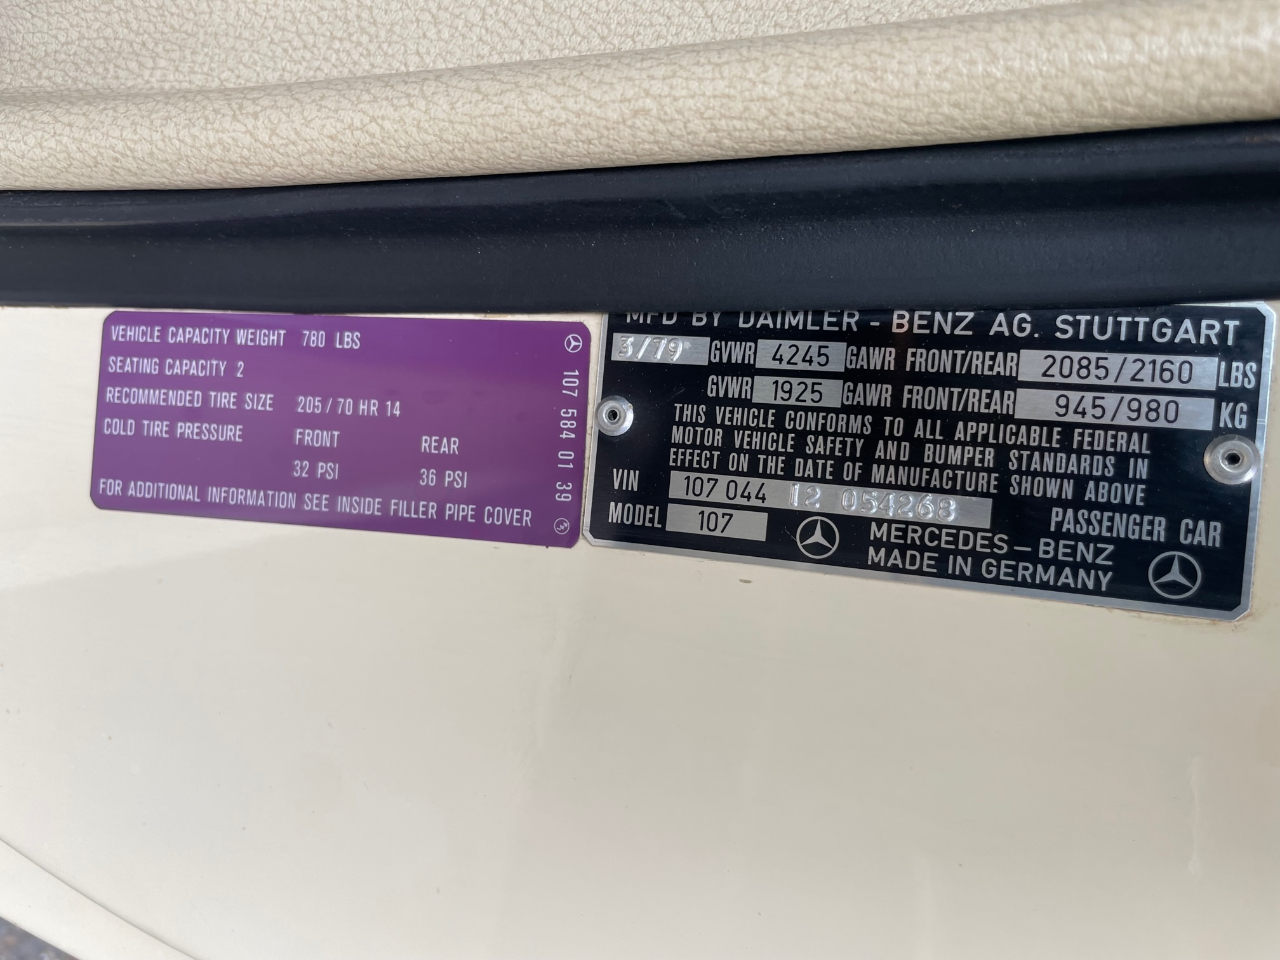 VEHICLE CAPACITY WEIGHT 780 LBS
SEATING CAPACITY 2
RECOMMENDED TIRE SIZE 205/70 HR 14
COLD TIRE PRESSURE FRONT REAR
32 PSI 36 PSI
FOR ADDITIONAL INFORMATION SEE INSIDE FILLER PIPE COVER
107 584 01 39
MFD BY DAIMLER - BENZ AG. STUTTGART
3/79 GVWR 4245 GAWR FRONT/REAR 2085/2160 LBS
GVWR 1925 GAWR FRONT/REAR 945/980 KG
THIS VEHICLE CONFORMS TO ALL APPLICABLE FEDERAL
MOTOR VEHICLE SAFETY AND BUMPER STANDARDS IN
EFFECT ON THE DATE OF MANUFACTURE SHOWN ABOVE
VIN 107 044 12 054268
PASSENGER CAR
MODEL 107
MERCEDES-BENZ
MADE IN GERMANY